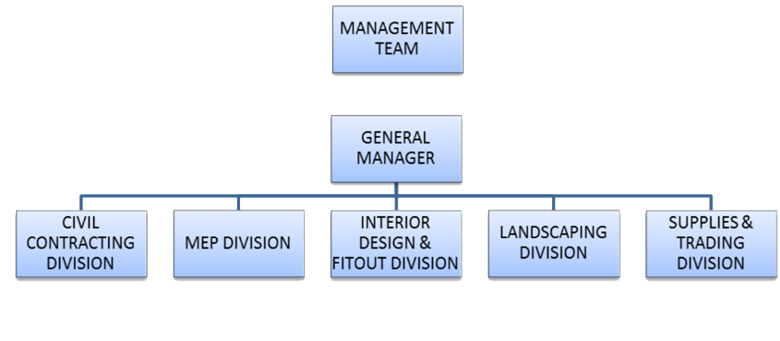 MANAGEMENT
TEAM
GENERAL
MANAGER
CIVIL
CONTRACTING
DIVISION
MEP DIVISION
INTERIOR
DESIGN &
FITOUT DIVISION
LANDSCAPING
DIVISION
SUPPLIES &
TRADING
DIVISION